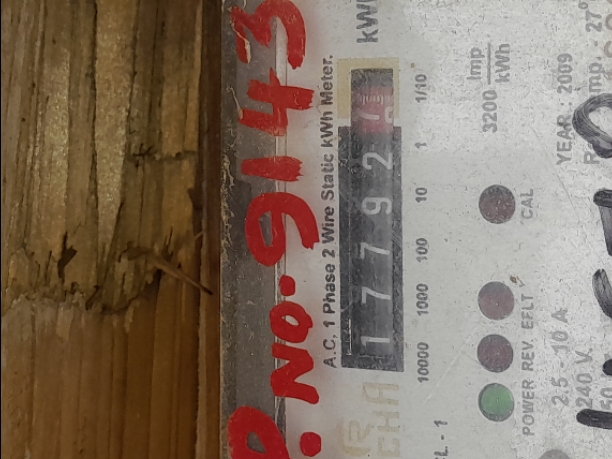 P. NO. 9143
A.C. 1 Phase 2 Wire Static kWh Meter.
1 7 7 9 2
kWh
10000 1000 100 10 1 1/10
POWER REV. EFLT CAL
3200 Imp/kWh
2.5 - 10 A
240 V
YEAR : 2009
27°